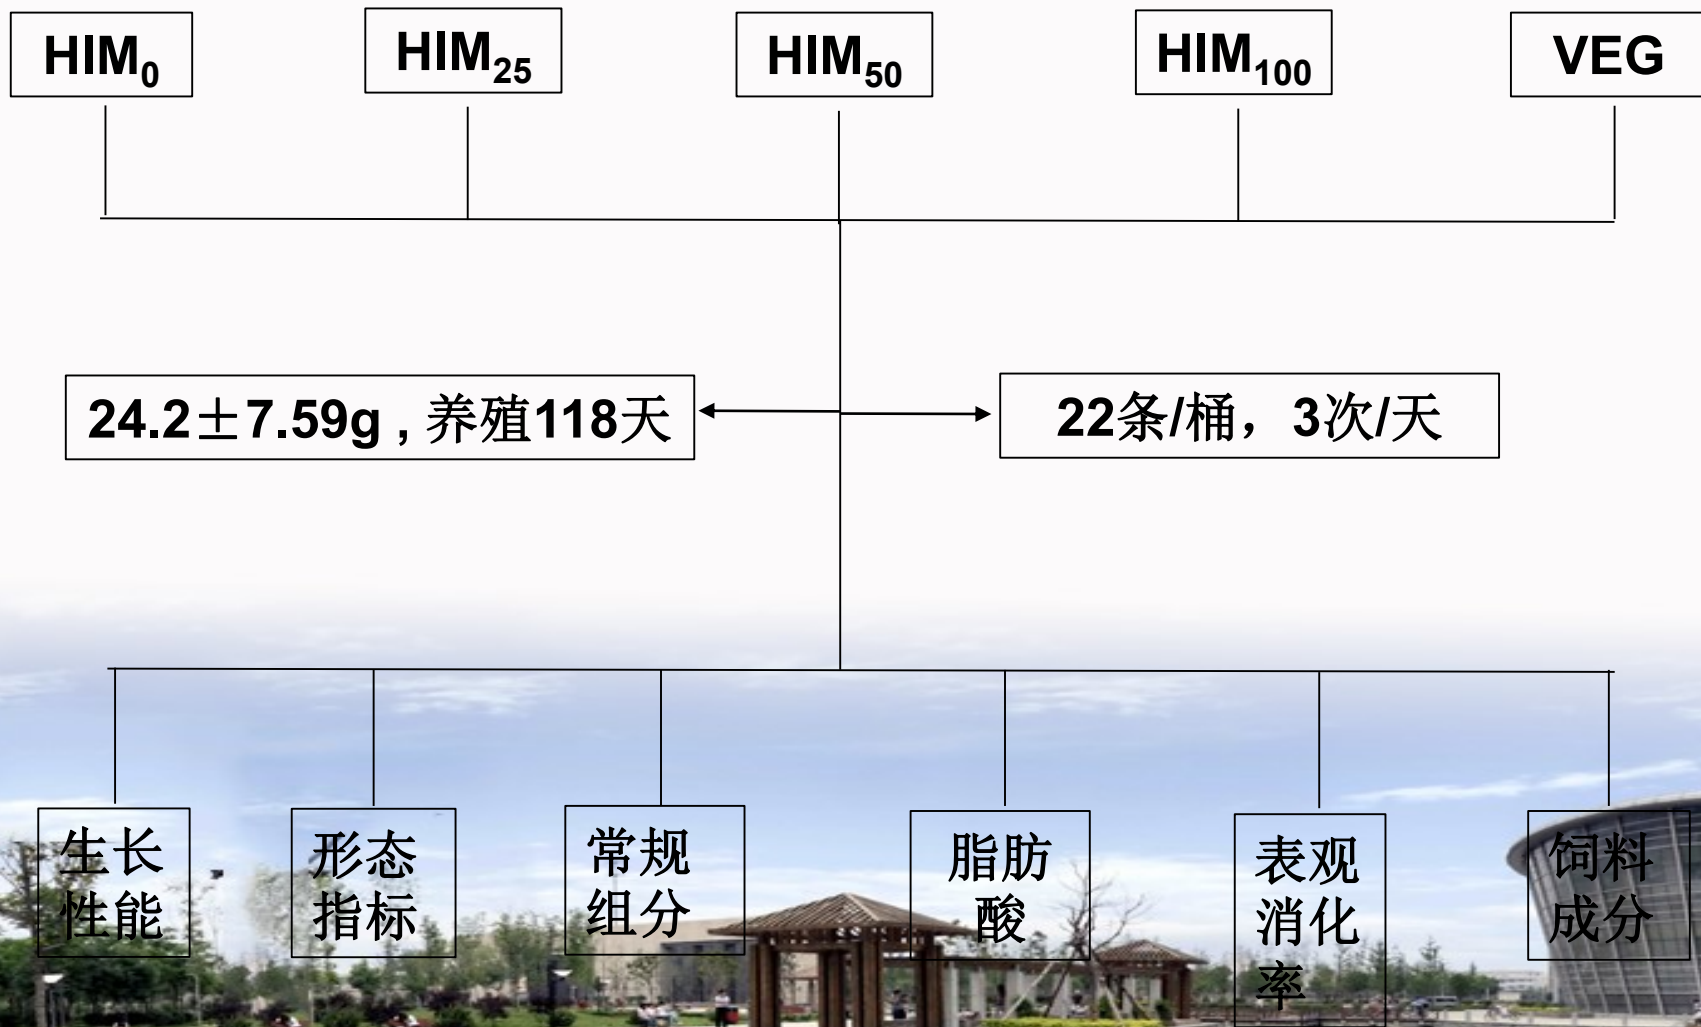 HIM₀
HIM₂₅
HIM₅₀
HIM₁₀₀
VEG
24.2±7.59g , 养殖118天
22条/桶，3次/天
生长
性能
形态
指标
常规
组分
脂肪
酸
表观
消化
率
饲料
成分